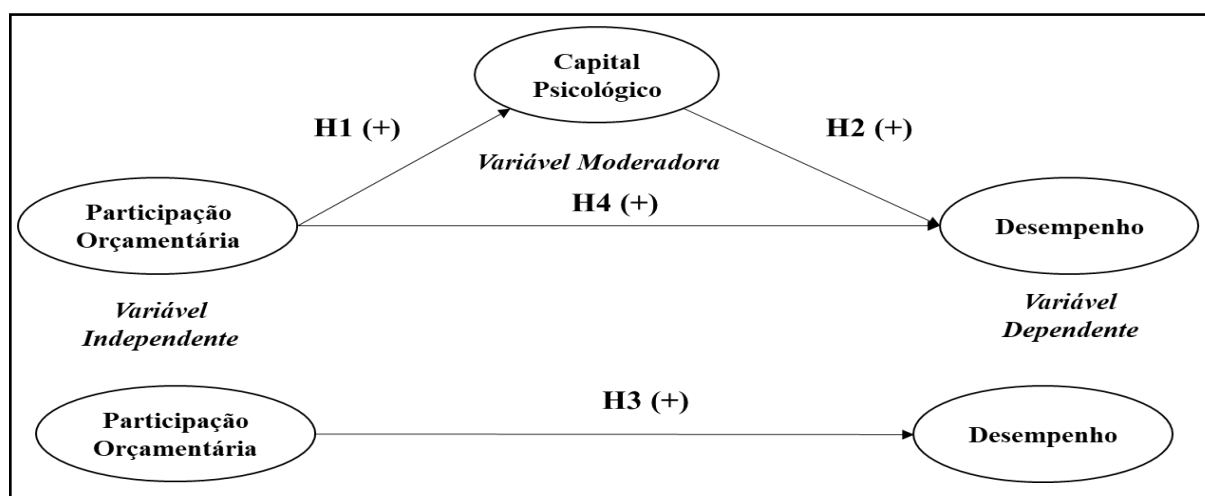 Capital
Psicológico
H1 (+)
H2 (+)
Variável Moderadora
Participação
Orçamentária
H4 (+)
Desempenho
Variável
Independente
Variável
Dependente
Participação
Orçamentária
H3 (+)
Desempenho